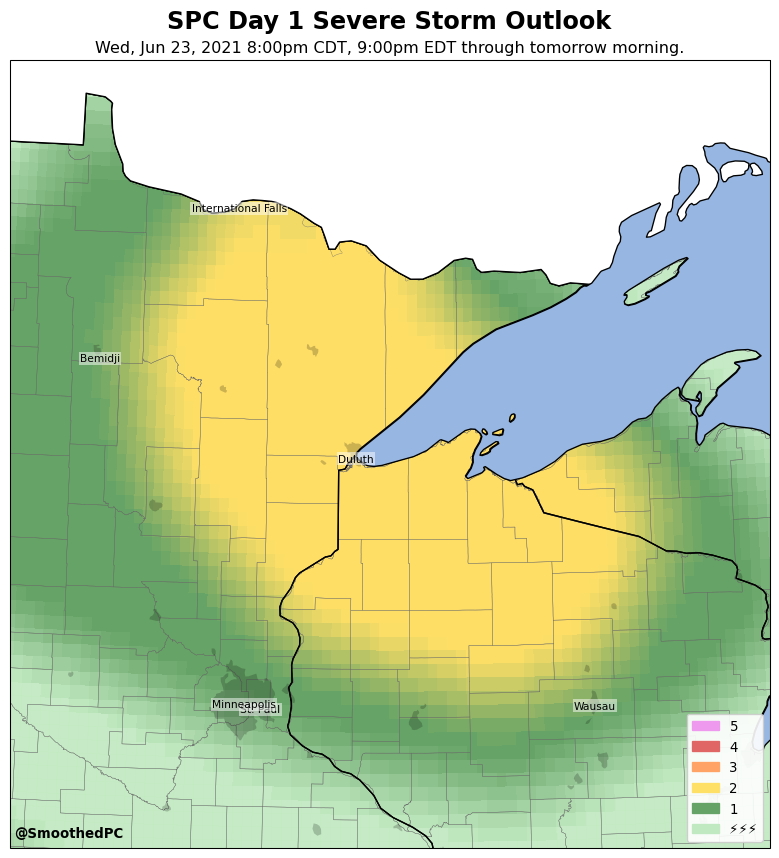 SPC Day 1 Severe Storm Outlook
Wed, Jun 23, 2021 8:00pm CDT, 9:00pm EDT through tomorrow morning.
International Falls
Bemidji
Duluth
Minneapolis
St. Paul
Wausau
5
4
3
2
1
⚡⚡⚡
@SmoothedPC